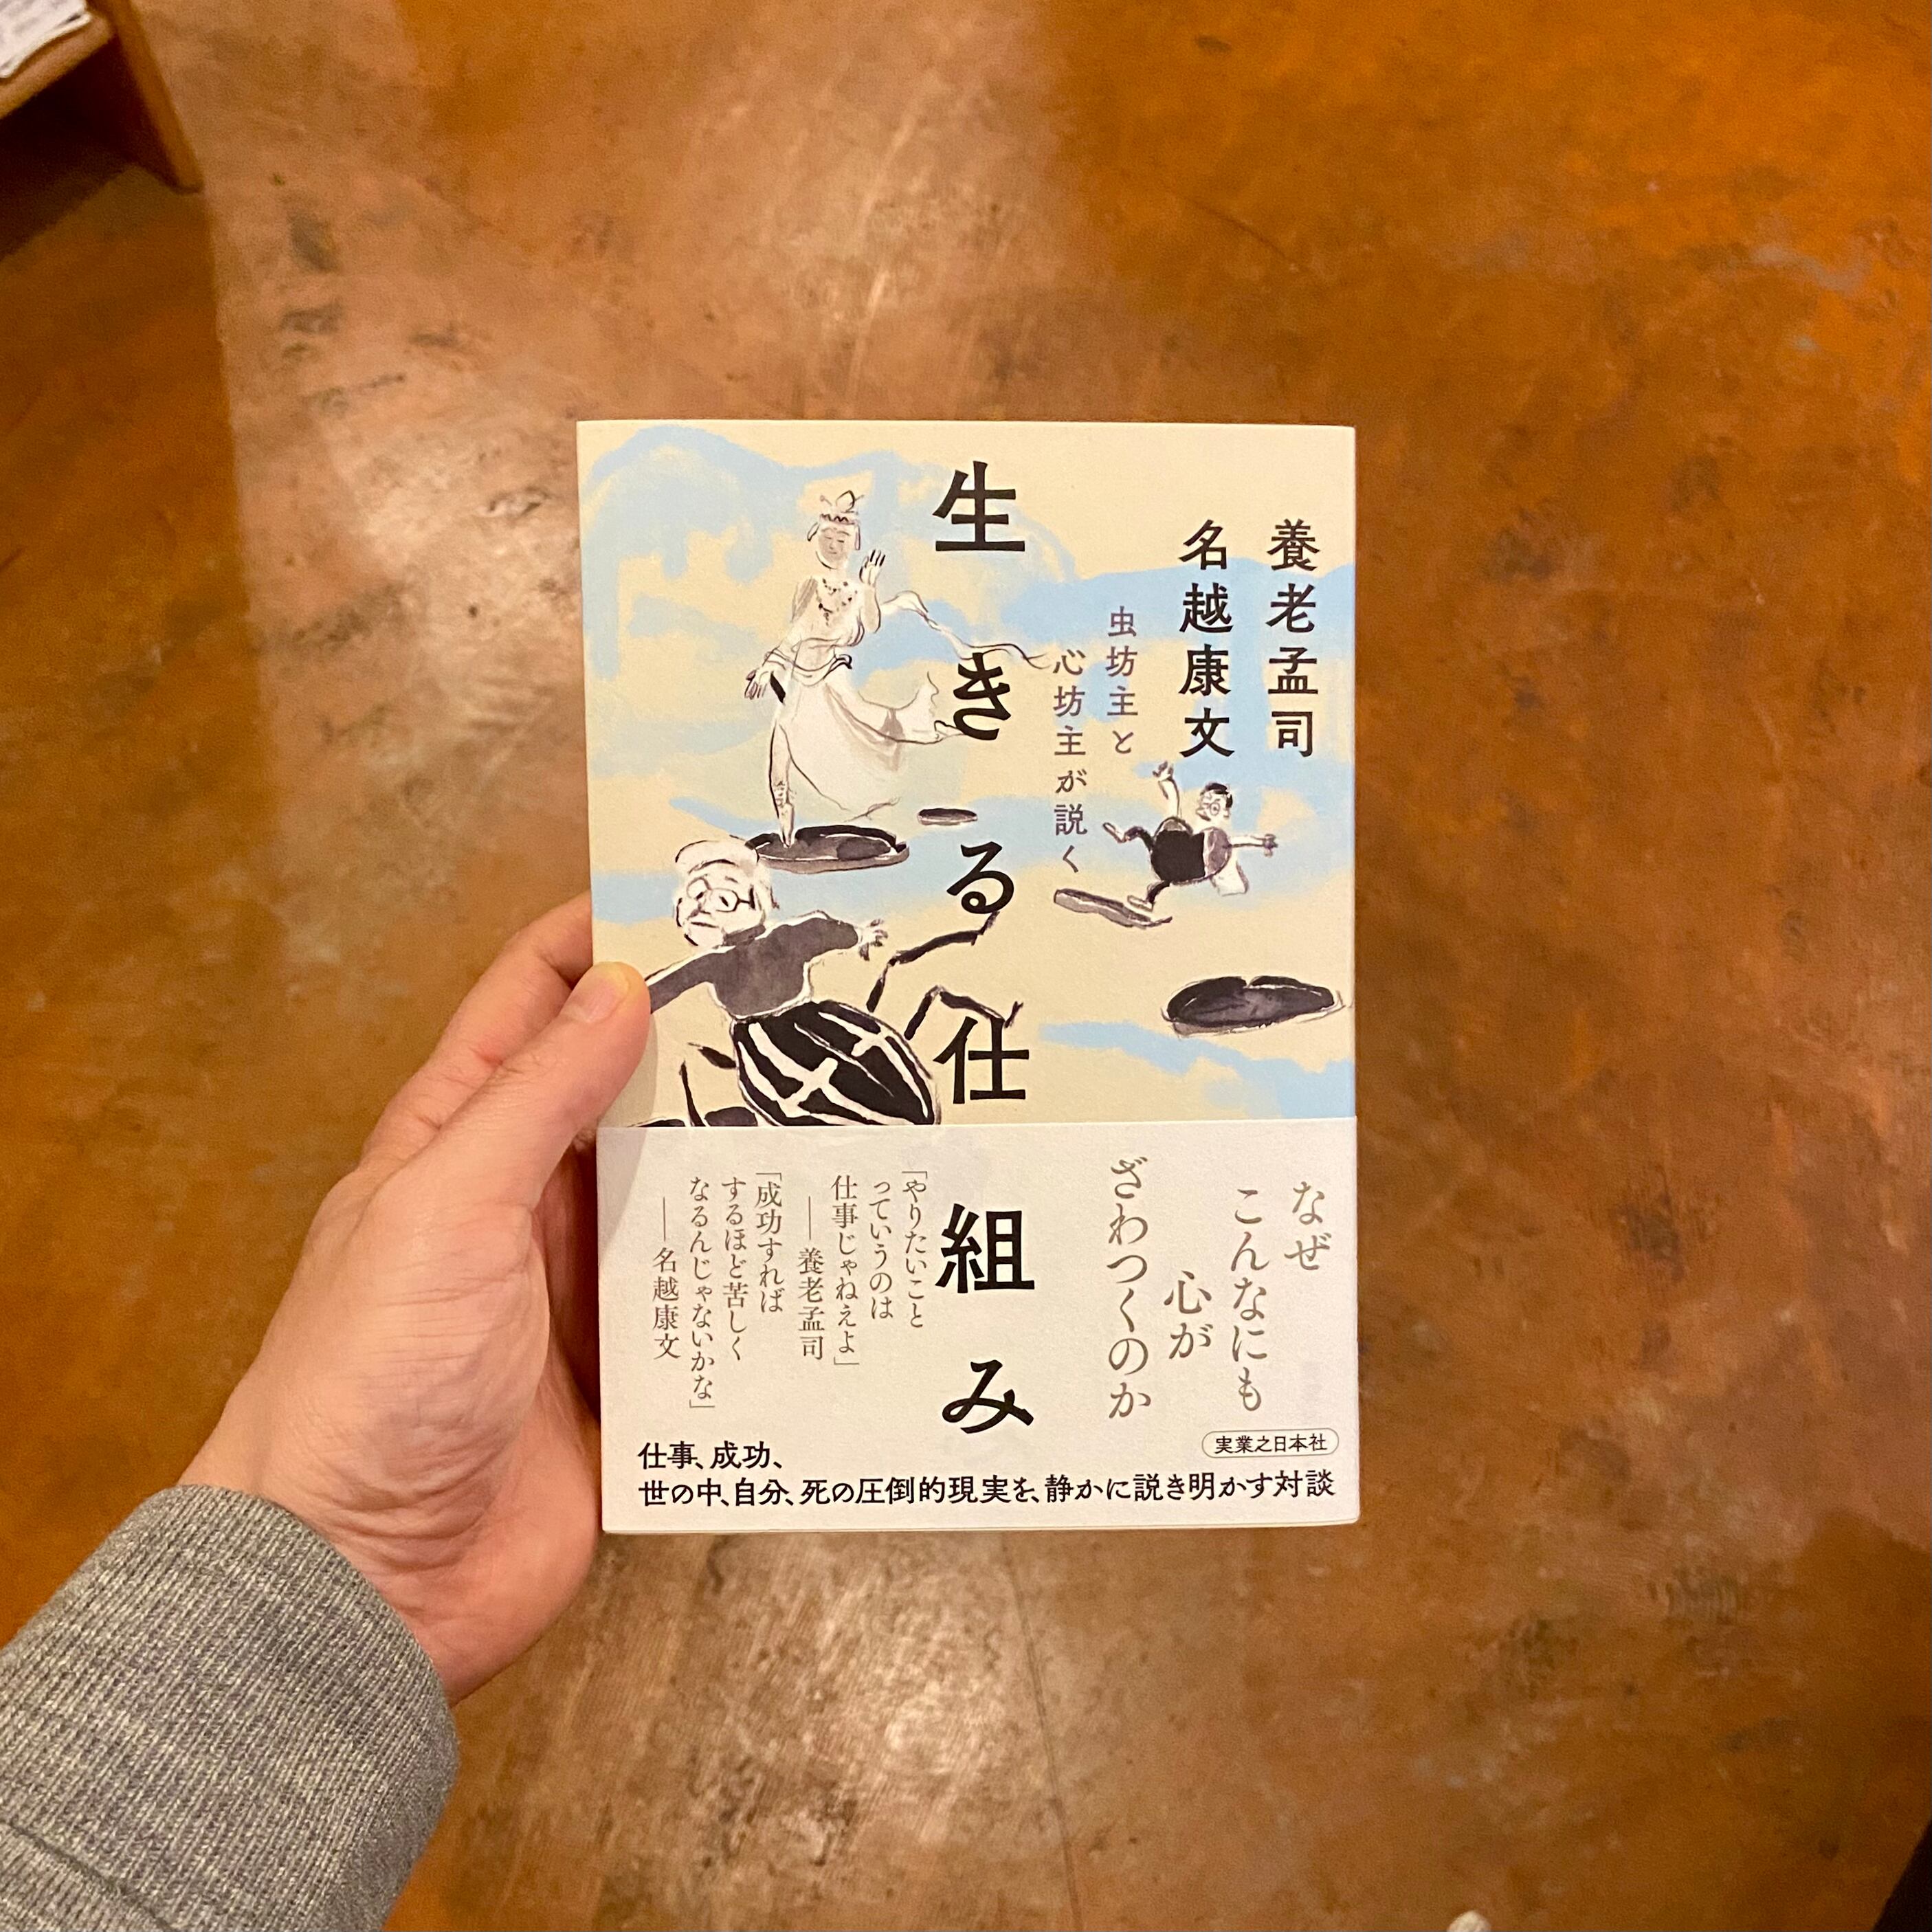 養老孟司
名越康文
虫坊主と
心坊主が説く
生きる仕組み
なぜ
こんなにも
心が
ざわつくのか
「やりたいこと
っていうのは
仕事じゃねえよ」
——養老孟司
「成功すれば
するほど苦しく
なるんじゃないかな」
——名越康文
実業之日本社
仕事、成功、
世の中、自分、死の圧倒的現実を、静かに説き明かす対談